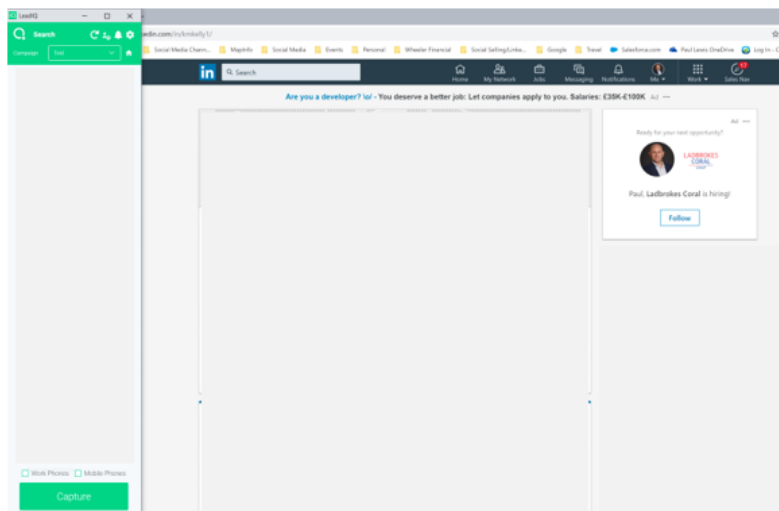 LeadIQ
Search
Campaign Test
Work Phones Mobile Phones
Capture
edin.com/in/kmkelly1/
Social Media Chann... MapInfo Social Media Events Personal Wheeler Financial Social Selling/Linke... Google Travel Salesforce.com Paul Lewis OneDrive Log In - C
in Search
Home My Network Jobs Messaging Notifications Me Work Sales Nav
Are you a developer? \o/ - You deserve a better job: Let companies apply to you. Salaries: £35K-£100K Ad
Ad
Ready for your next opportunity?
LADBROKES
CORAL
Paul, Ladbrokes Coral is hiring!
Follow